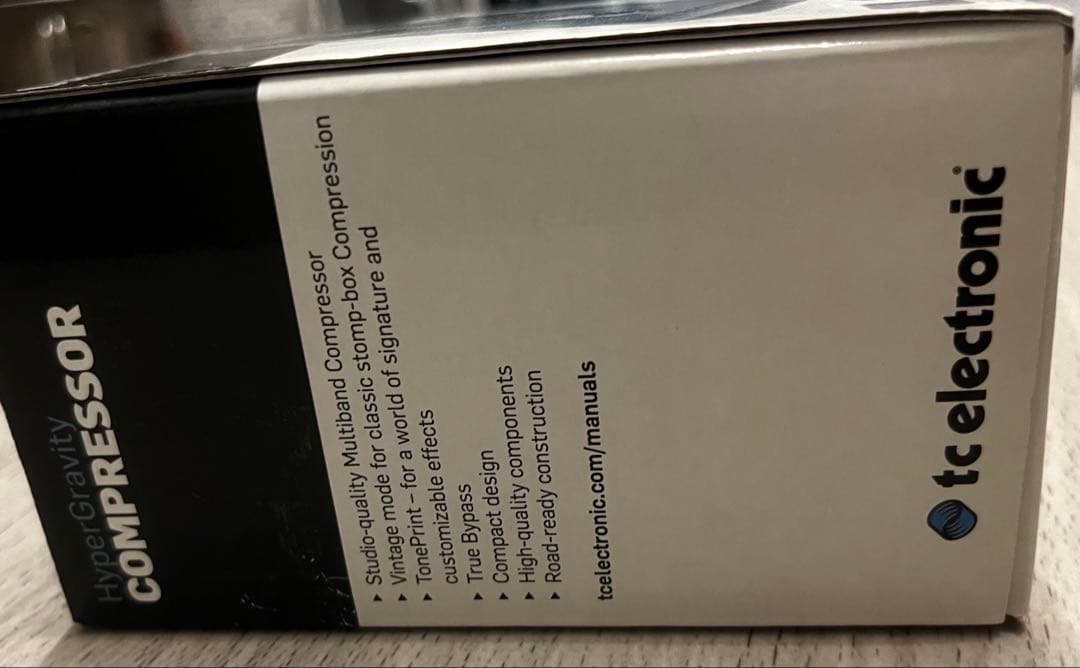 HyperGravity
COMPRESSOR
▸ Studio-quality Multiband Compressor
▸ Vintage mode for classic stomp-box Compression
▸ TonePrint – for a world of signature and
customizable effects
▸ True Bypass
▸ Compact design
▸ High-quality components
▸ Road-ready construction
tcelectronic.com/manuals
tc electronic®